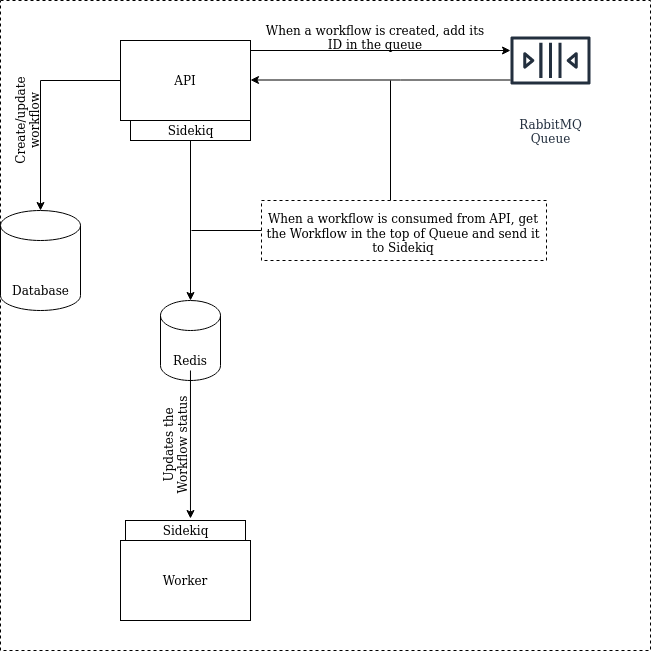 When a workflow is created, add its
ID in the queue
API
Sidekiq
Create/update
workflow
RabbitMQ
Queue
When a workflow is consumed from API, get
the Workflow in the top of Queue and send it
to Sidekiq
Database
Redis
Updates the
Workflow status
Sidekiq
Worker